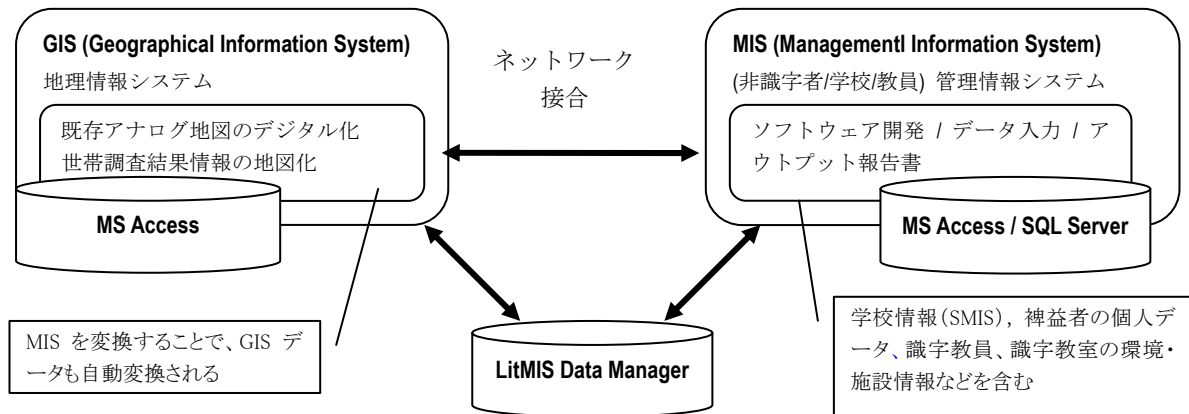 GIS (Geographical Information System)
地理情報システム
既存アナログ地図のデジタル化
世帯調査結果情報の地図化
MS Access
ネットワーク
接合
MIS (Managementl Information System)
(非識字者/学校/教員) 管理情報システム
ソフトウェア開発 / データ入力 / ア
ウトプット報告書
MS Access / SQL Server
MIS を変換することで、GIS デ
ータも自動変換される
LitMIS Data Manager
学校情報(SMIS), 裨益者の個人デ
ータ、識字教員、識字教室の環境・
施設情報などを含む